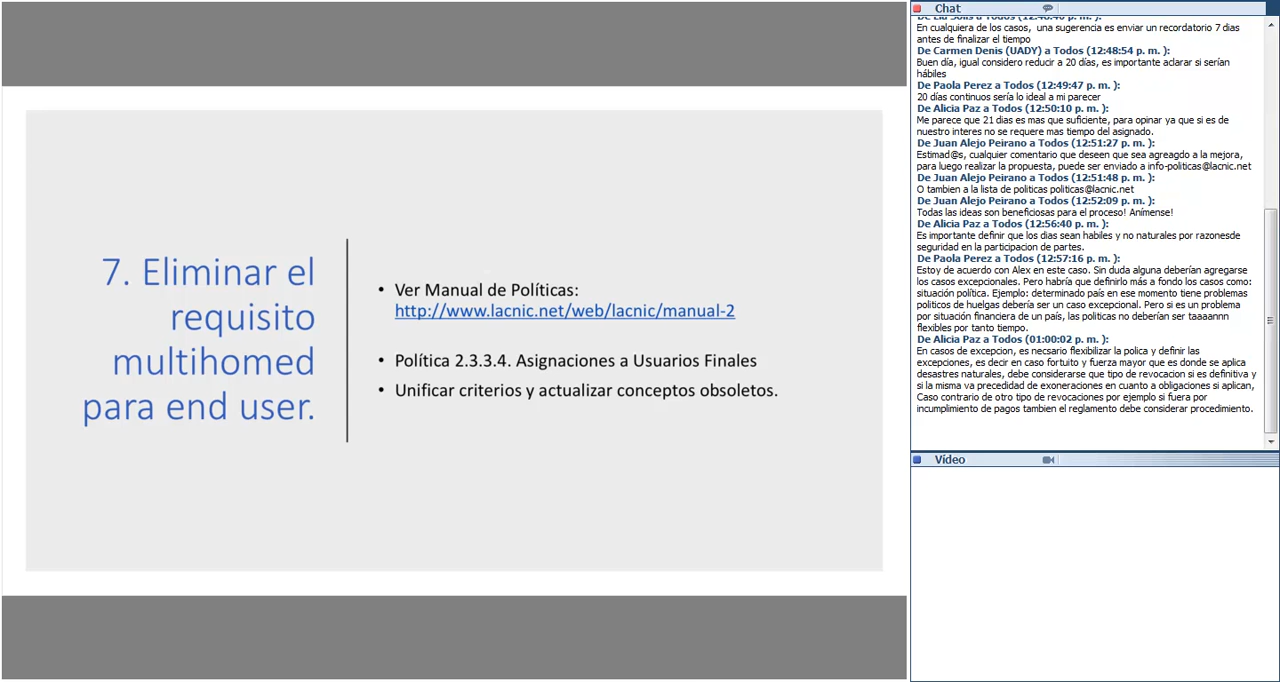 7. Eliminar el
requisito
multihomed
para end user.
• Ver Manual de Políticas:
http://www.lacnic.net/web/lacnic/manual-2
• Política 2.3.3.4. Asignaciones a Usuarios Finales
• Unificar criterios y actualizar conceptos obsoletos.
Chat
De Lia Solis a Todos (12:48:40 p. m. ):
En cualquiera de los casos, una sugerencia es enviar un recordatorio 7 dias
antes de finalizar el tiempo
De Carmen Denis (UADY) a Todos (12:48:54 p. m. ):
Buen día, igual considero reducir a 20 días, es importante aclarar si serían
hábiles
De Paola Perez a Todos (12:49:47 p. m. ):
20 días continuos sería lo ideal a mi parecer
De Alicia Paz a Todos (12:50:10 p. m. ):
Me parece que 21 dias es mas que suficiente, para opinar ya que si es de
nuestro interes no se requere mas tiempo del asignado.
De Juan Alejo Peirano a Todos (12:51:27 p. m. ):
Estimad@s, cualquier comentario que deseen que sea agreagdo a la mejora,
para luego realizar la propuesta, puede ser enviado a info-politicas@lacnic.net
De Juan Alejo Peirano a Todos (12:51:48 p. m. ):
O tambien a la lista de politicas politicas@lacnic.net
De Juan Alejo Peirano a Todos (12:52:09 p. m. ):
Todas las ideas son beneficiosas para el proceso! Anímense!
De Alicia Paz a Todos (12:56:40 p. m. ):
Es importante definir que los dias sean habiles y no naturales por razonesde
seguridad en la participacion de partes.
De Paola Perez a Todos (12:57:16 p. m. ):
Estoy de acuerdo con Alex en este caso. Sin duda alguna deberían agregarse
los casos excepcionales. Pero habría que definirlo más a fondo los casos como:
situación política. Ejemplo: determinado país en ese momento tiene problemas
politicos de huelgas debería ser un caso excepcional. Pero si es un problema
por situación financiera de un país, las politicas no deberían ser taaaannn
flexibles por tanto tiempo.
De Alicia Paz a Todos (01:00:02 p. m. ):
En casos de excepcion, es necsario flexibilizar la polica y definir las
excepciones, es decir en caso fortuito y fuerza mayor que es donde se aplica
desastres naturales, debe considerarse que tipo de revocacion si es definitiva y
si la misma va precedidad de exoneraciones en cuanto a obligaciones si aplican,
Caso contrario de otro tipo de revocaciones por ejemplo si fuera por
incumplimiento de pagos tambien el reglamento debe considerar procedimiento.
Vídeo